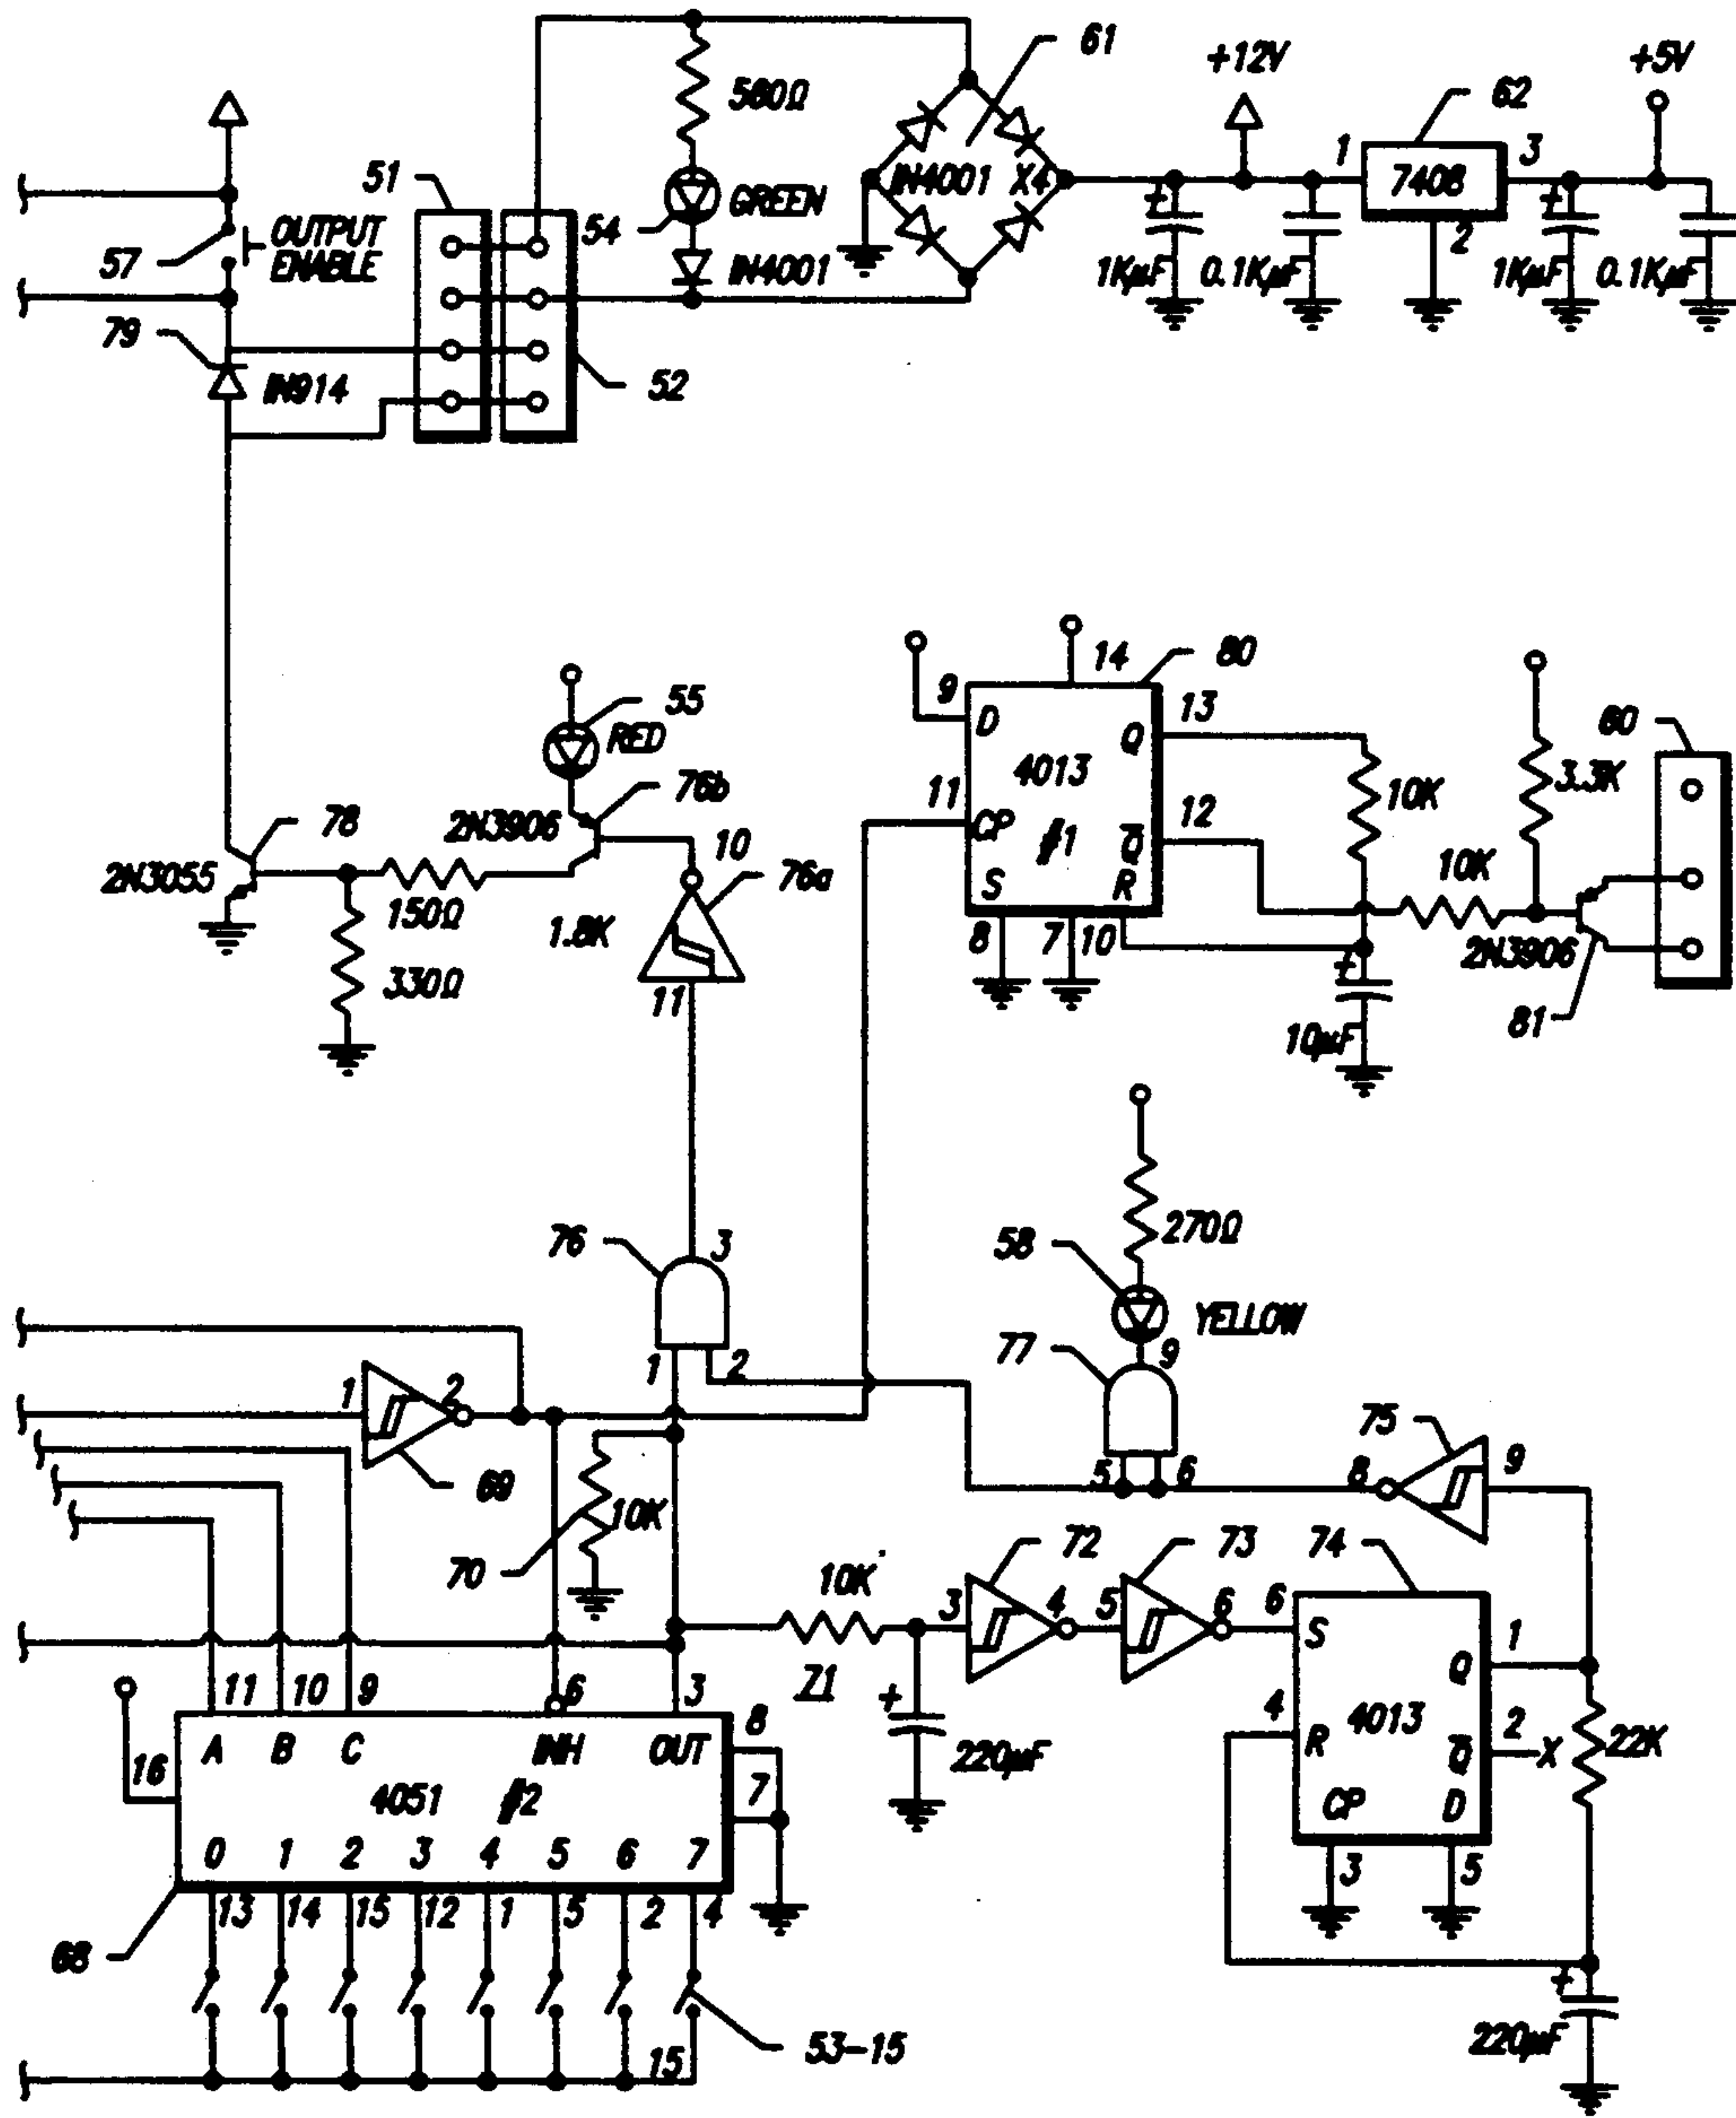 61
+12V
+5V
560Ω
62
1
3
51
IN4001 X4
7408
GREEN
54
2
OUTPUT
ENABLE
57
IN4001
1KµF
0.1KµF
1KµF
0.1KµF
79
IN914
52
14
80
9
13
55
D
Q
60
RED
4013
76b
11
3.3K
10K
12
78
2N3906
CP
#1
Q
10
10K
2N3055
76a
S
R
150Ω
1.8K
8
7
10
2N3906
330Ω
11
81
10µF
76
3
270Ω
58
YELLOW
1
2
77
9
1
2
75
5
6
8
9
69
10K
70
72
73
74
10K
3
4
5
6
6
S
1
Q
11
10
9
6
3
Z1
+
4
4013
8
2
A
B
C
INH
OUT
R
Q
X
22K
16
220µF
7
4051
#2
CP
D
0
1
2
3
4
5
6
7
3
5
13
14
15
12
1
5
2
4
68
+
53-15
15
220µF